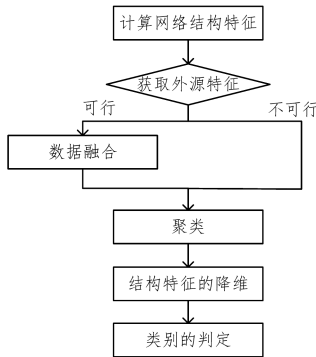 计算网络结构特征
获取外源特征
可行
不可行
数据融合
聚类
结构特征的降维
类别的判定